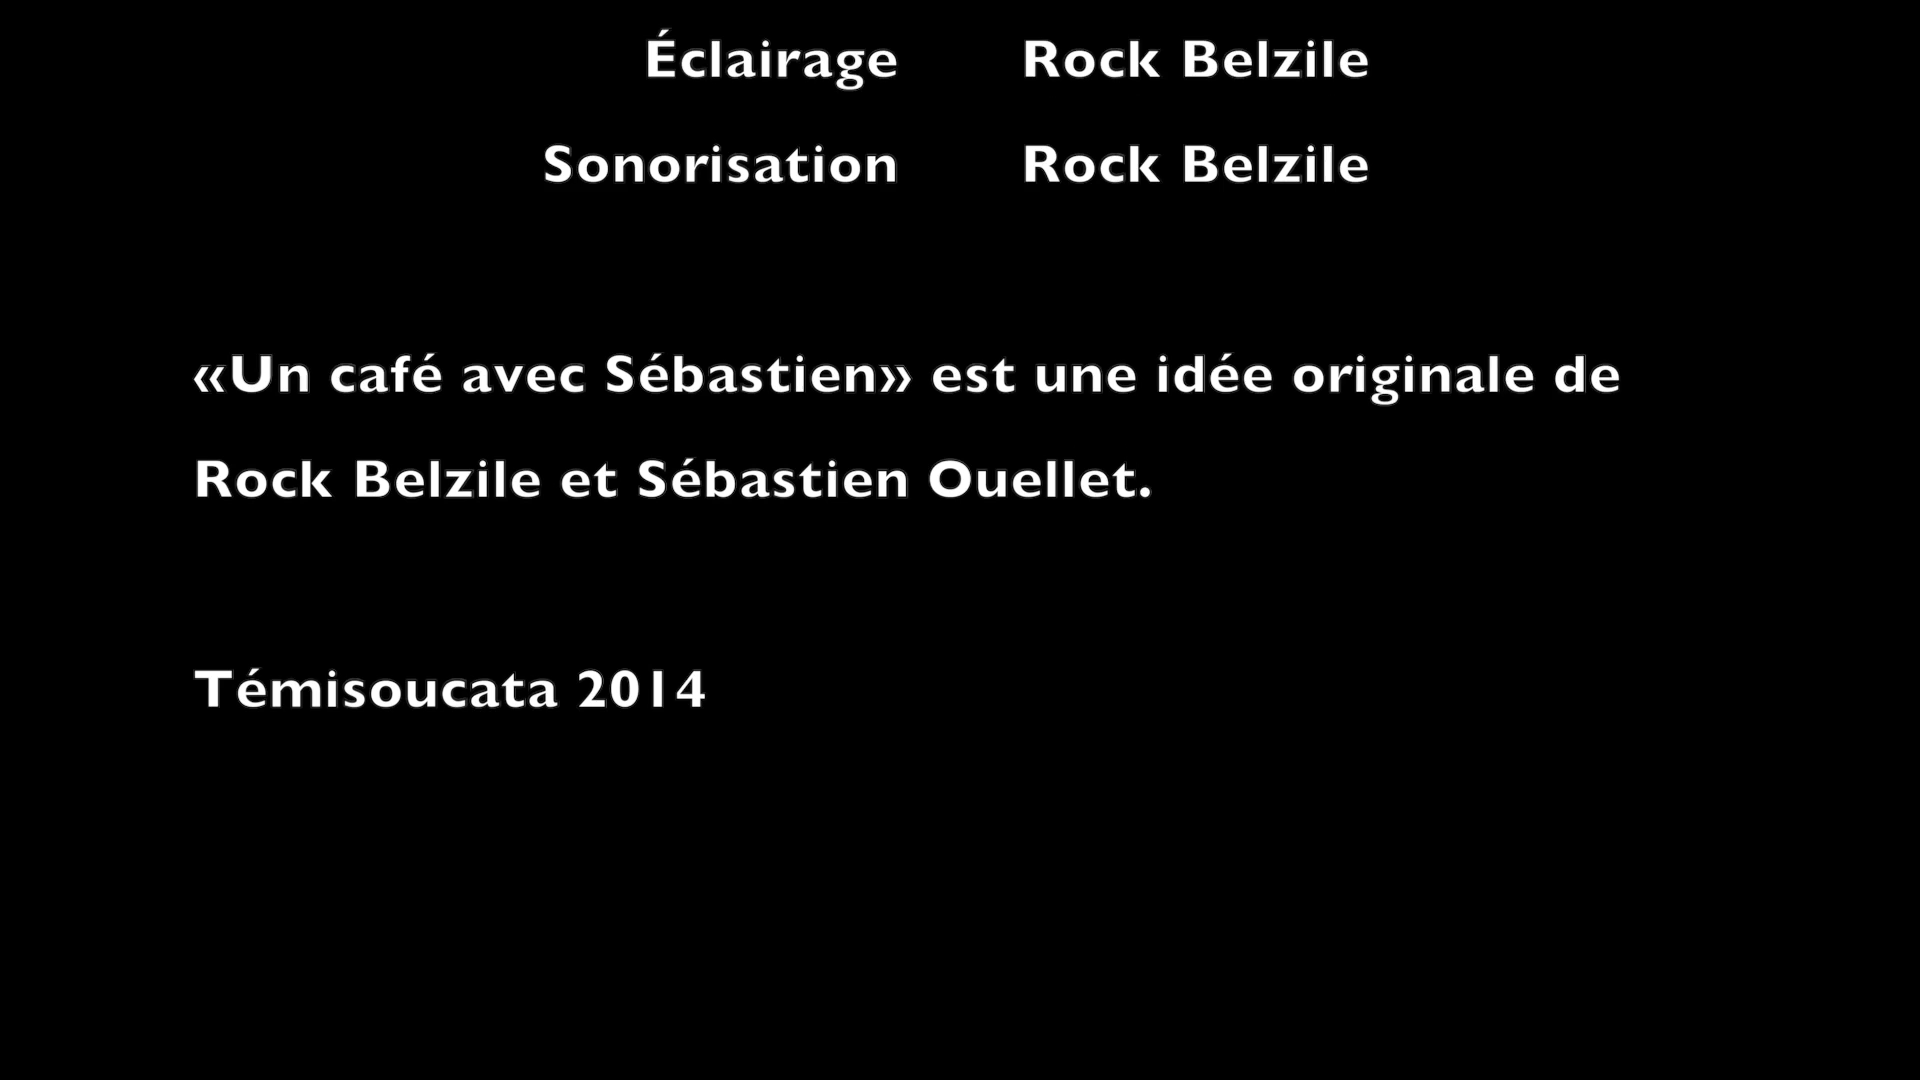 Éclairage Rock Belzile
Sonorisation Rock Belzile
«Un café avec Sébastien» est une idée originale de
Rock Belzile et Sébastien Ouellet.
Témisoucata 2014